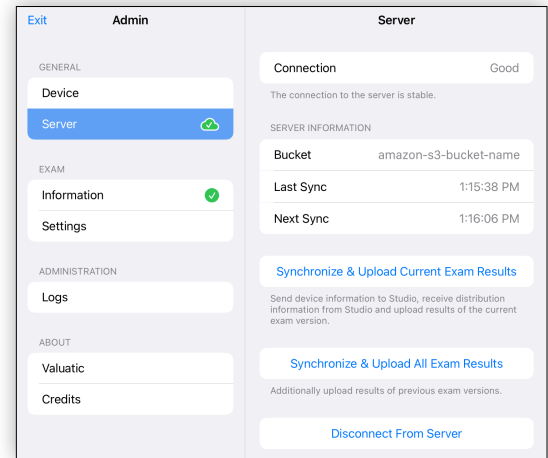 Exit
Admin
GENERAL
Device
Server
EXAM
Information
Settings
ADMINISTRATION
Logs
ABOUT
Valuatic
Credits
Server
Connection Good
The connection to the server is stable.
SERVER INFORMATION
Bucket amazon-s3-bucket-name
Last Sync 1:15:38 PM
Next Sync 1:16:06 PM
Synchronize & Upload Current Exam Results
Send device information to Studio, receive distribution
information from Studio and upload results of the current
exam version.
Synchronize & Upload All Exam Results
Additionally upload results of previous exam versions.
Disconnect From Server